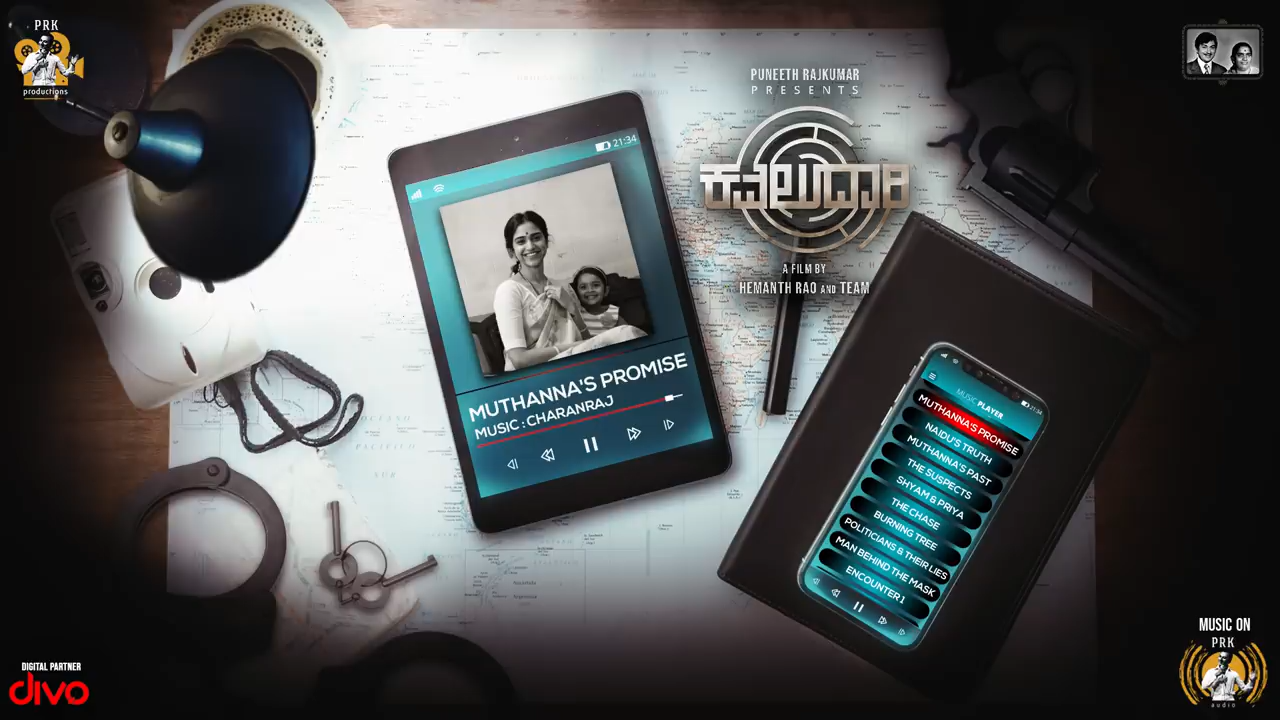 PRK
productions
PUNEETH RAJKUMAR
PRESENTS
ಕವಲುದಾರಿ
A FILM BY
HEMANTH RAO AND TEAM
21:34
MUTHANNA'S PROMISE
MUSIC : CHARANRAJ
21:34
MUSIC PLAYER
MUTHANNA'S PROMISE
NAIDU'S TRUTH
MUTHANNA'S PAST
THE SUSPECTS
SHYAM & PRIYA
THE CHASE
BURNING TREE
POLITICIANS & THEIR LIES
MAN BEHIND THE MASK
ENCOUNTER 1
DIGITAL PARTNER
divo
MUSIC ON
PRK
audio